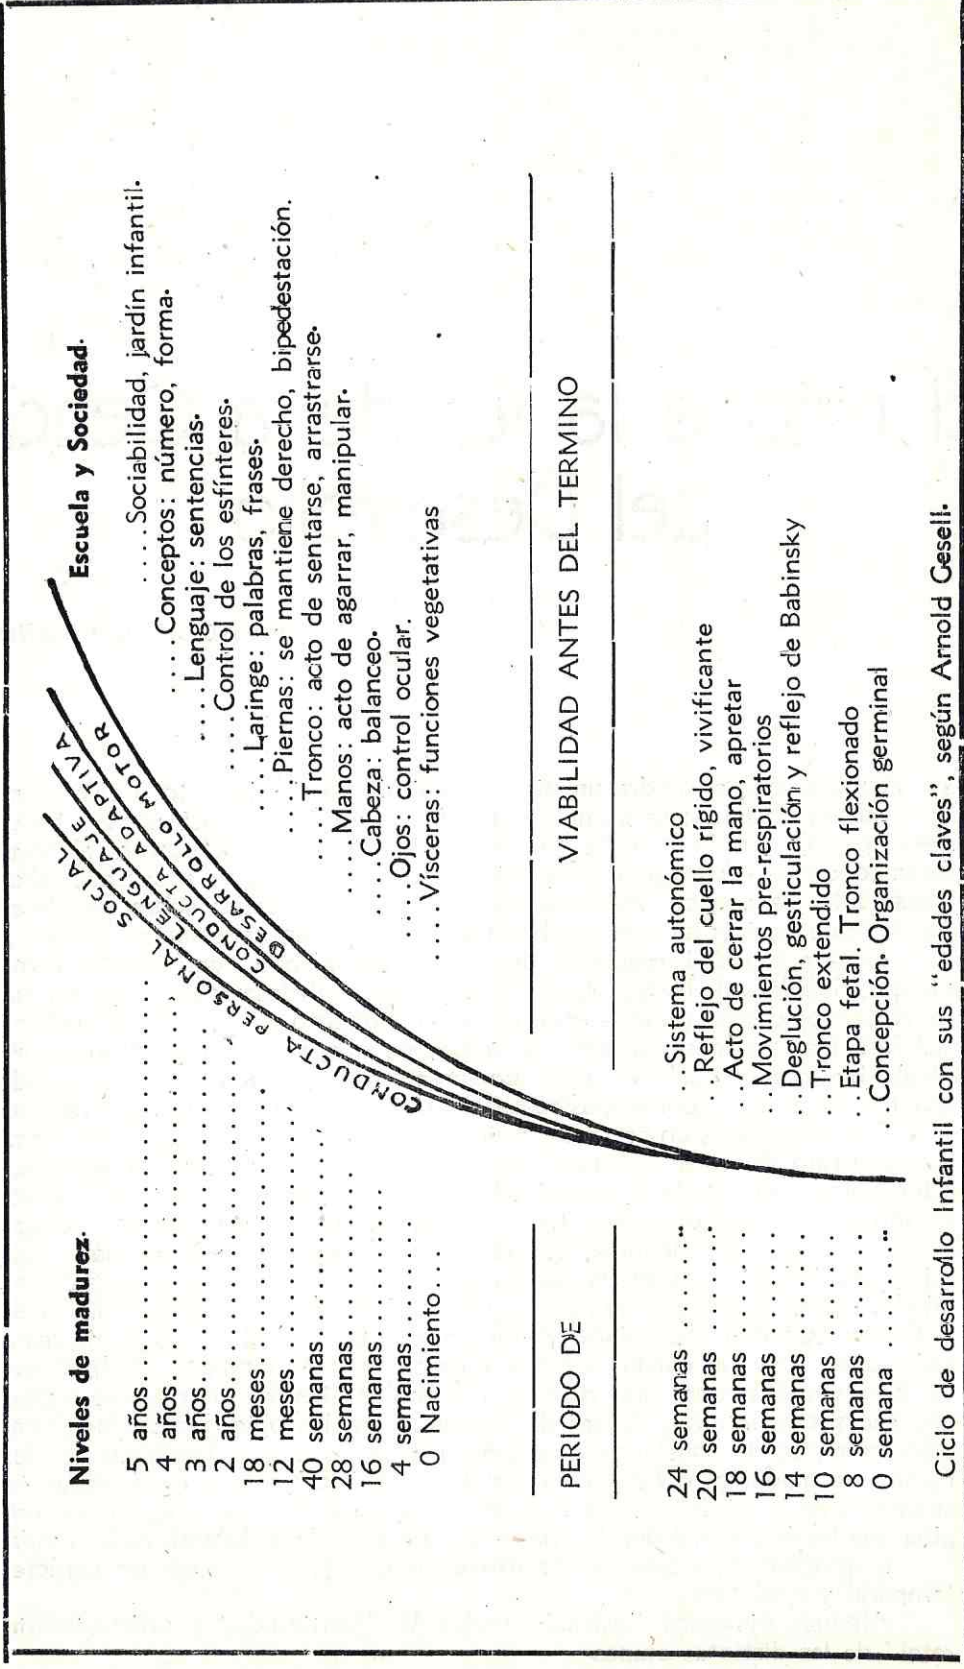 Niveles de madurez. Escuela y Sociedad.
5 años ..... Sociabilidad, jardín infantil.
4 años ..... Conceptos: número, forma.
3 años ..... Lenguaje: sentencias.
2 años ..... Control de los esfínteres.
18 meses ..... Laringe: palabras, frases.
12 meses ..... Piernas: se mantiene derecho, bipedestación.
40 semanas ..... Tronco: acto de sentarse, arrastrarse.
28 semanas ..... Manos: acto de agarrar, manipular.
16 semanas ..... Cabeza: balanceo.
4 semanas ..... Ojos: control ocular.
0 Nacimiento .... Vísceras: funciones vegetativas
CONDUCTA PERSONAL SOCIAL
LENGUAJE
CONDUCTA ADAPTIVA
DESARROLLO MOTOR
PERIODO DE VIABILIDAD ANTES DEL TERMINO
24 semanas ..... Sistema autonómico
20 semanas ..... Reflejo del cuello rígido, vivificante
18 semanas ..... Acto de cerrar la mano, apretar
16 semanas ..... Movimientos pre-respiratorios
14 semanas ..... Deglución, gesticulación y reflejo de Babinsky
10 semanas ..... Tronco extendido
8 semanas ..... Etapa fetal. Tronco flexionado
0 semana ..... Concepción. Organización germinal
Ciclo de desarrollo Infantil con sus "edades claves", según Arnold Gesell.